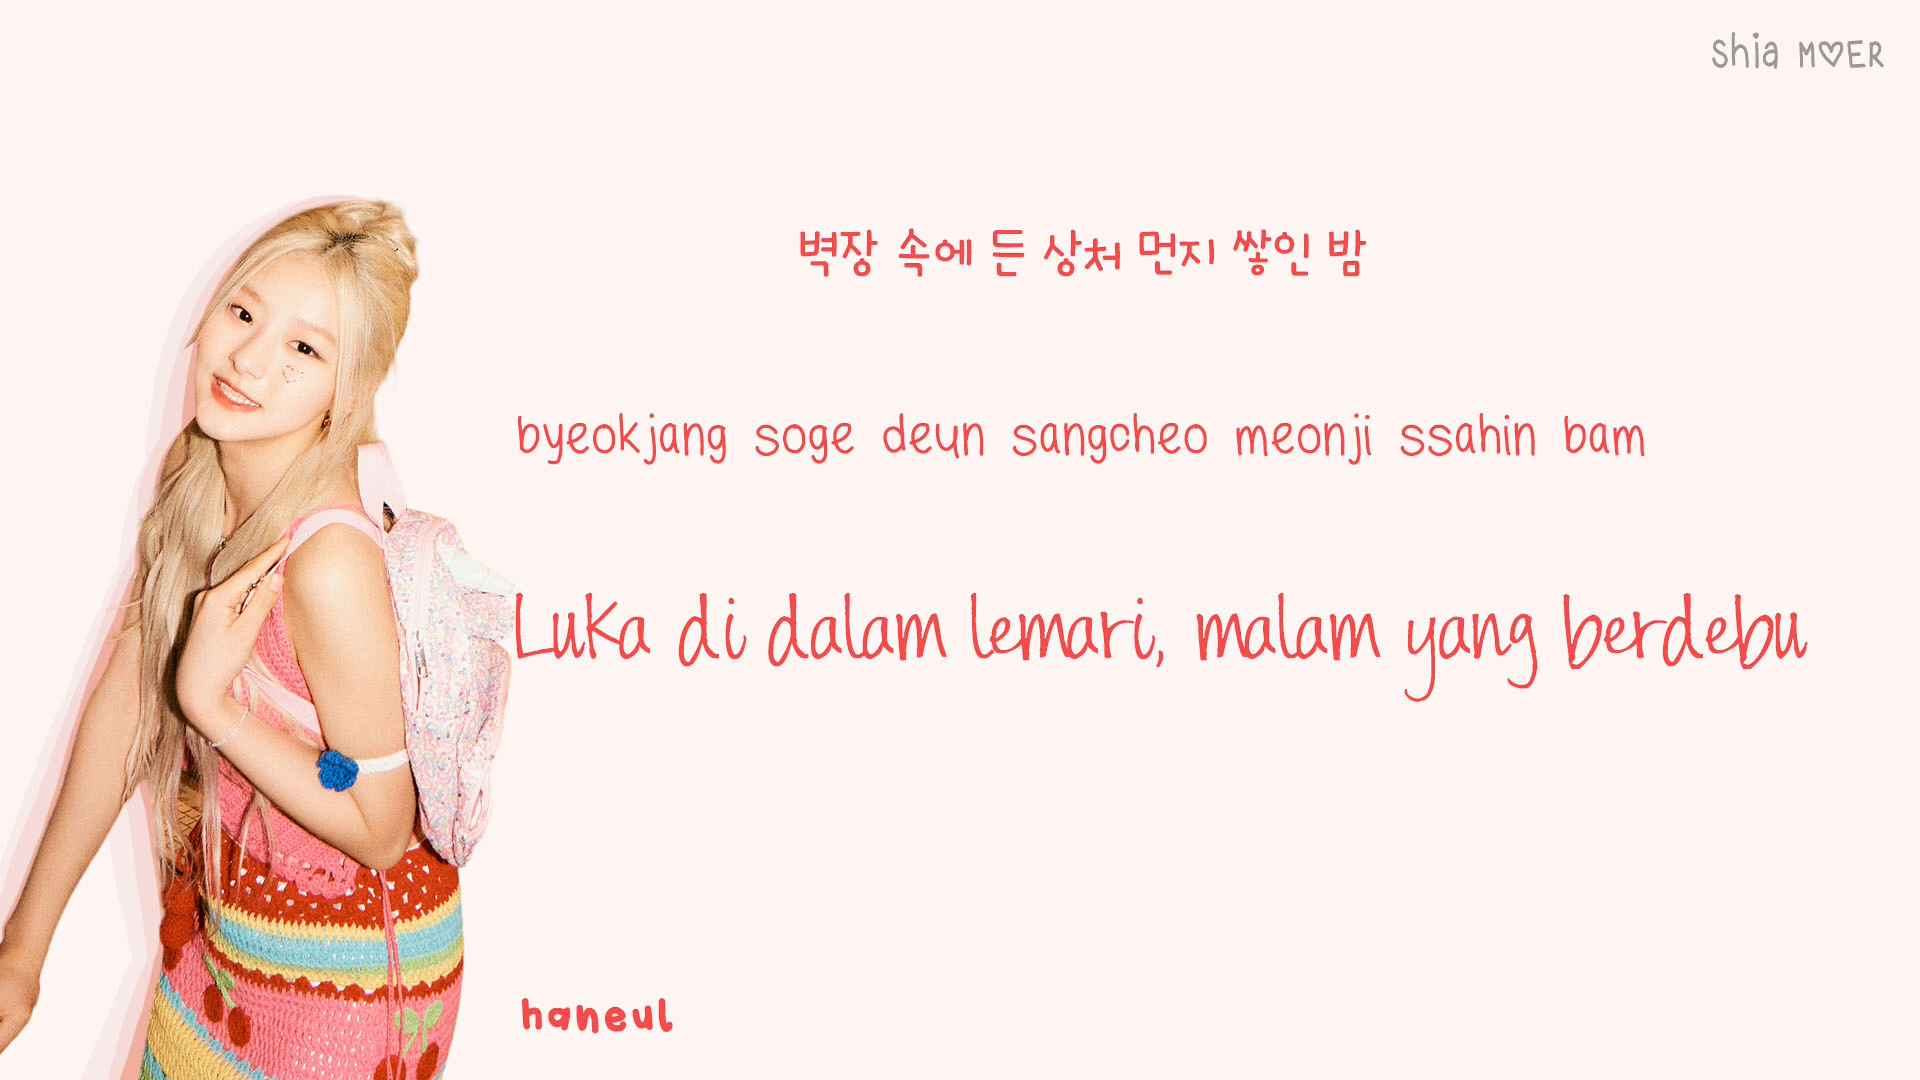 shia M♡ER
벽장 속에 든 상처 먼지 쌓인 밤
byeokjang soge deun sangcheo meonji ssahin bam
Luka di dalam lemari, malam yang berdebu
haneul